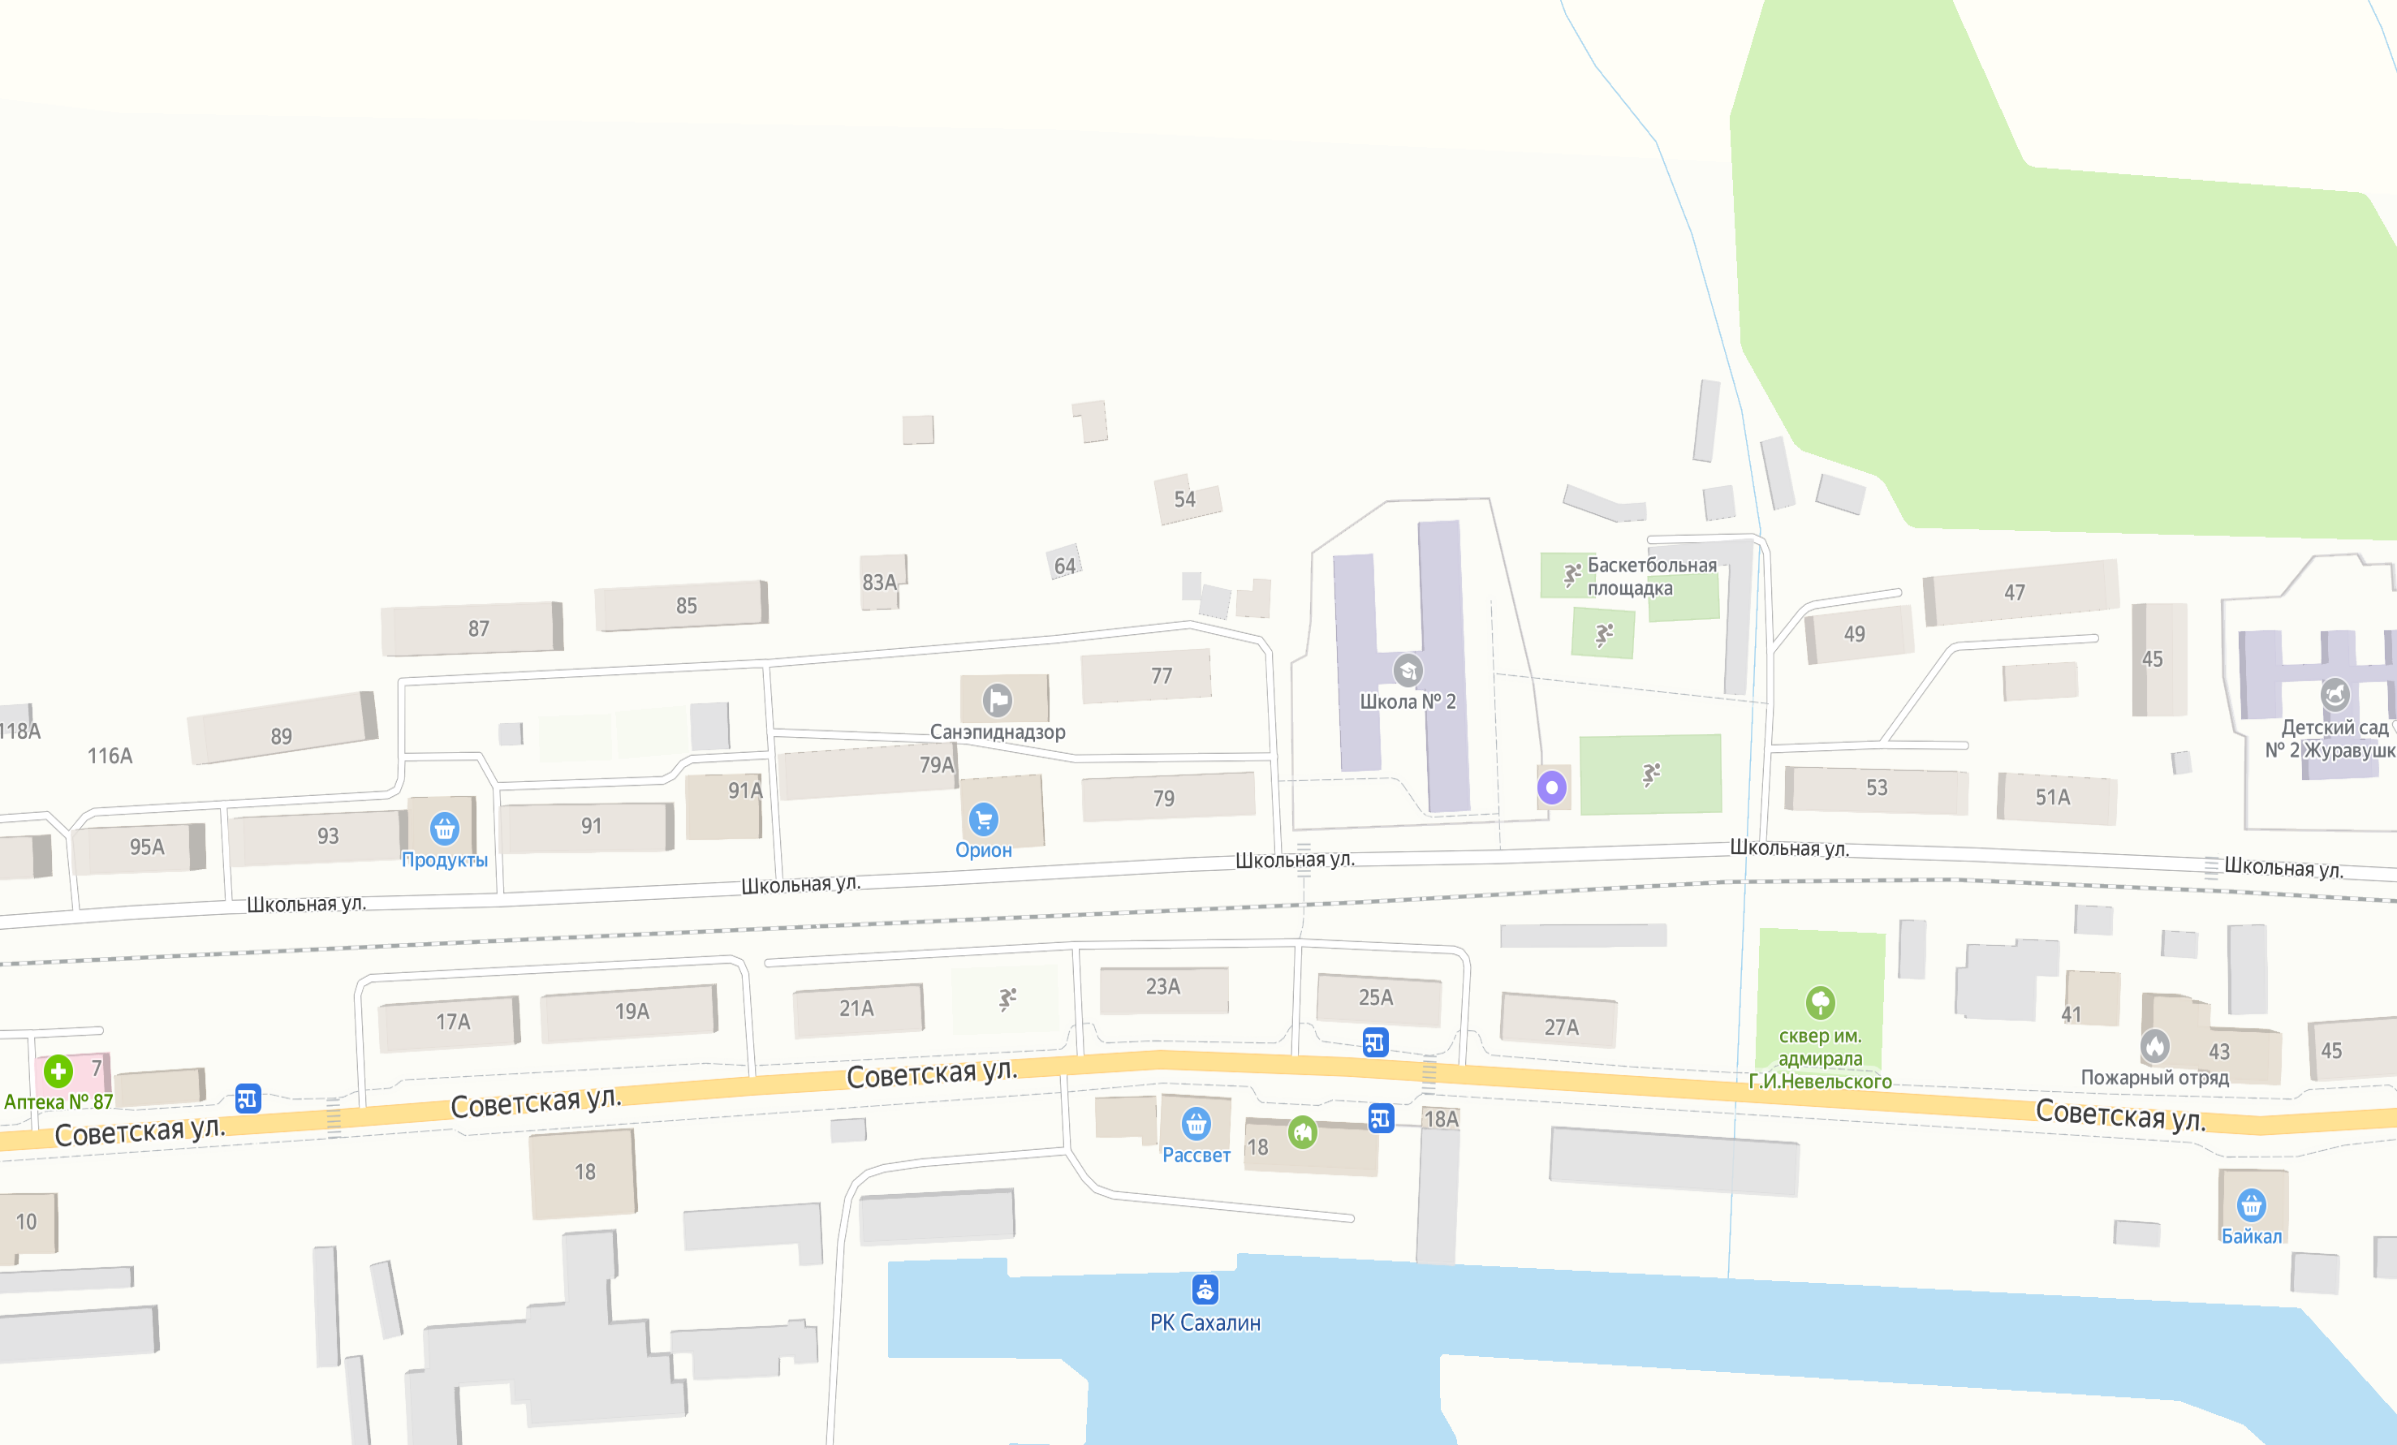 54
64
83А
Баскетбольная
площадка
87
85
47
49
45
77
Школа № 2
Санэпиднадзор
89
118А
116А
79А
91А
79
Детский сад
№ 2 Журавушк
53
51А
95А
93
Продукты
91
Орион
Школьная ул.
Школьная ул.
Школьная ул.
Школьная ул.
Школьная ул.
17А
19А
21А
23А
25А
27А
сквер им.
адмирала
Г.И.Невельского
41
43
Пожарный отряд
45
7
Аптека № 87
Советская ул.
Советская ул.
Советская ул.
Советская ул.
18
10
Рассвет
18
18А
Байкал
РК Сахалин